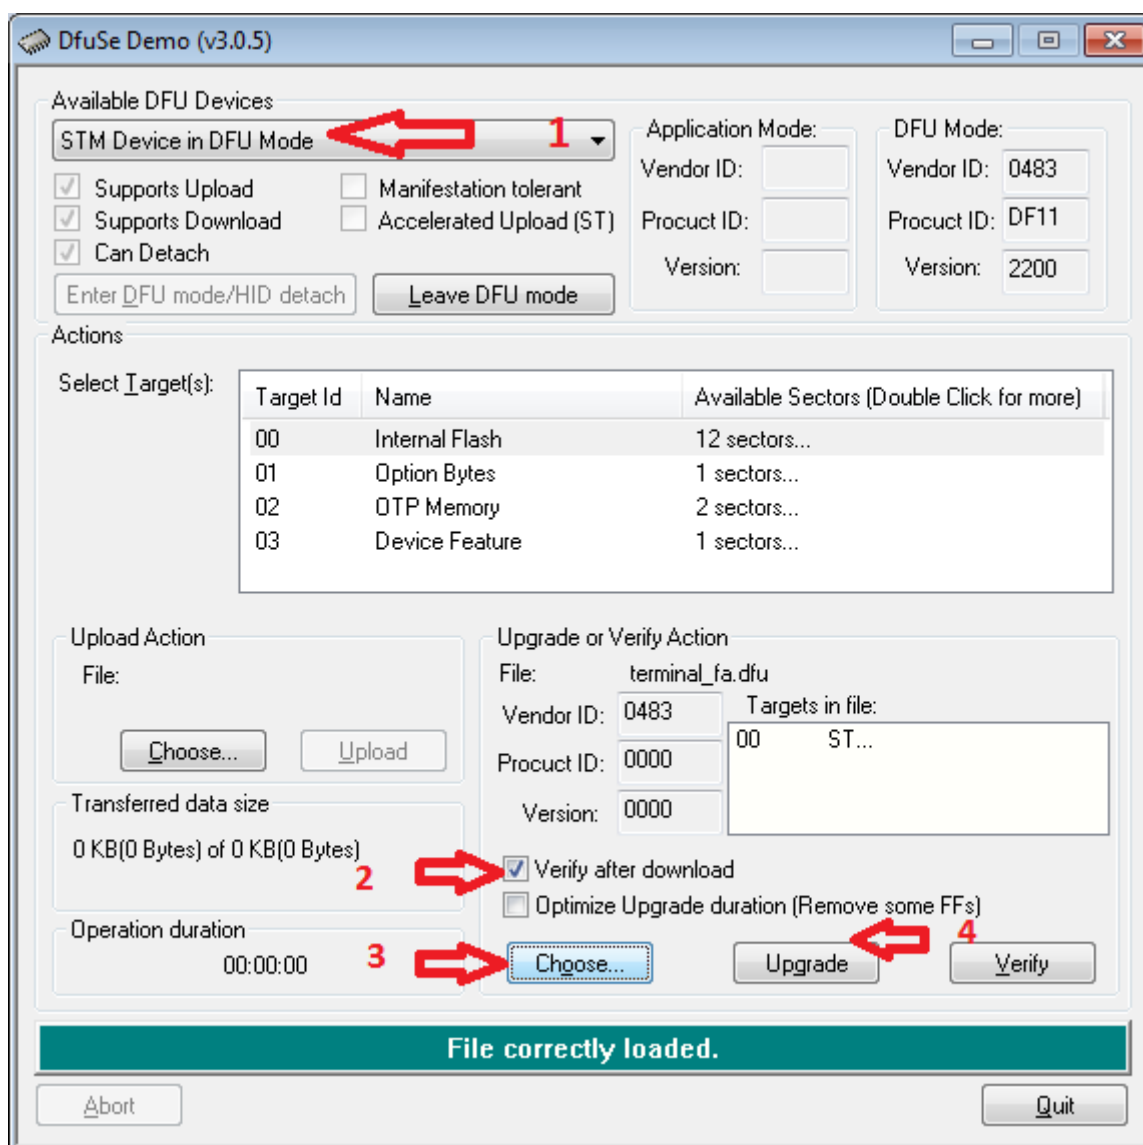 DfuSe Demo (v3.0.5)
Available DFU Devices
STM Device in DFU Mode
1
Supports Upload
Manifestation tolerant
Supports Download
Accelerated Upload (ST)
Can Detach
Enter DFU mode/HID detach
Leave DFU mode
Application Mode:
Vendor ID:
Procuct ID:
Version:
DFU Mode:
Vendor ID: 0483
Procuct ID: DF11
Version: 2200
Actions
Select Target(s):
Target Id Name Available Sectors (Double Click for more)
00 Internal Flash 12 sectors...
01 Option Bytes 1 sectors...
02 OTP Memory 2 sectors...
03 Device Feature 1 sectors...
Upload Action
File:
Choose... Upload
Transferred data size
0 KB(0 Bytes) of 0 KB(0 Bytes)
Operation duration
00:00:00
Upgrade or Verify Action
File: terminal_fa.dfu
Vendor ID: 0483
Procuct ID: 0000
Version: 0000
Targets in file:
00 ST...
2
Verify after download
Optimize Upgrade duration (Remove some FFs)
3
4
Choose... Upgrade Verify
File correctly loaded.
Abort Quit